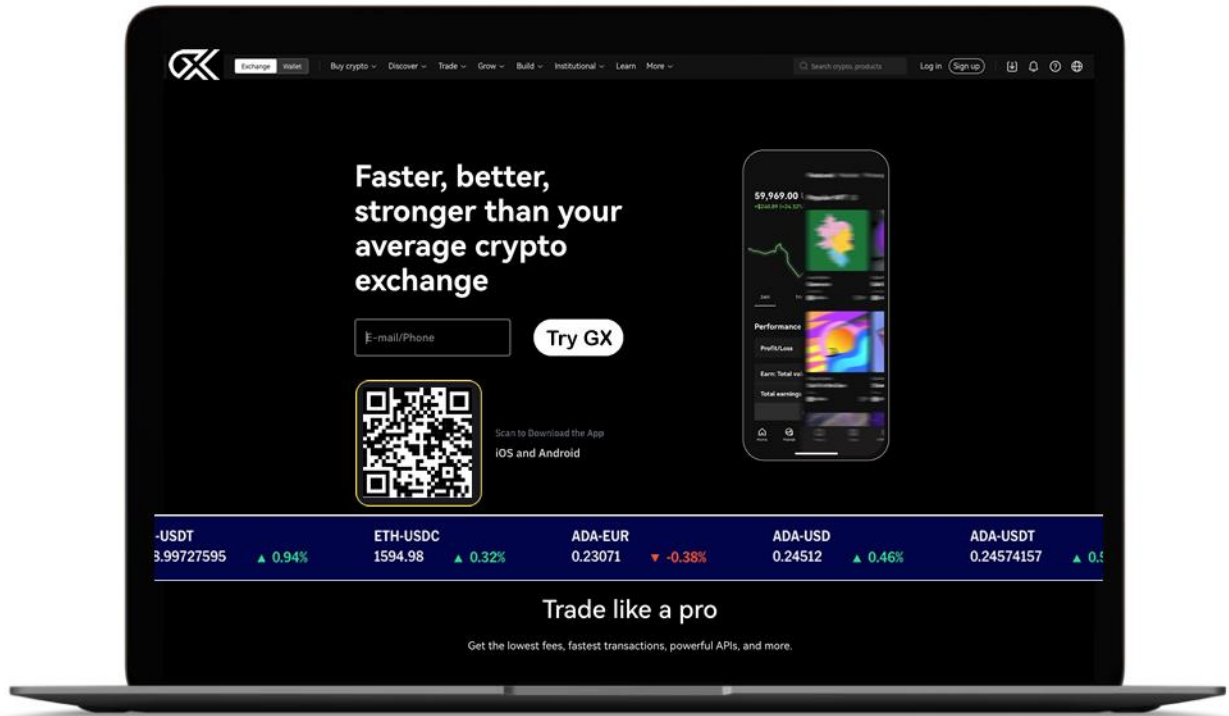 GX
Exchange Wallet Buy crypto Discover Trade Grow Build Institutional Learn More Search crypto, products Log in Sign up
Faster, better,
stronger than your
average crypto
exchange
E-mail/Phone Try GX
Scan to Download the App
iOS and Android
59,969.00
Performance
Profit/Loss
Earn: Total
Total earnings
-USDT ETH-USDC ADA-EUR ADA-USD ADA-USDT
8.99727595 ▲ 0.94% 1594.98 ▲ 0.32% 0.23071 ▼ -0.38% 0.24512 ▲ 0.46% 0.24574157 ▲
Trade like a pro
Get the lowest fees, fastest transactions, powerful APIs, and more.